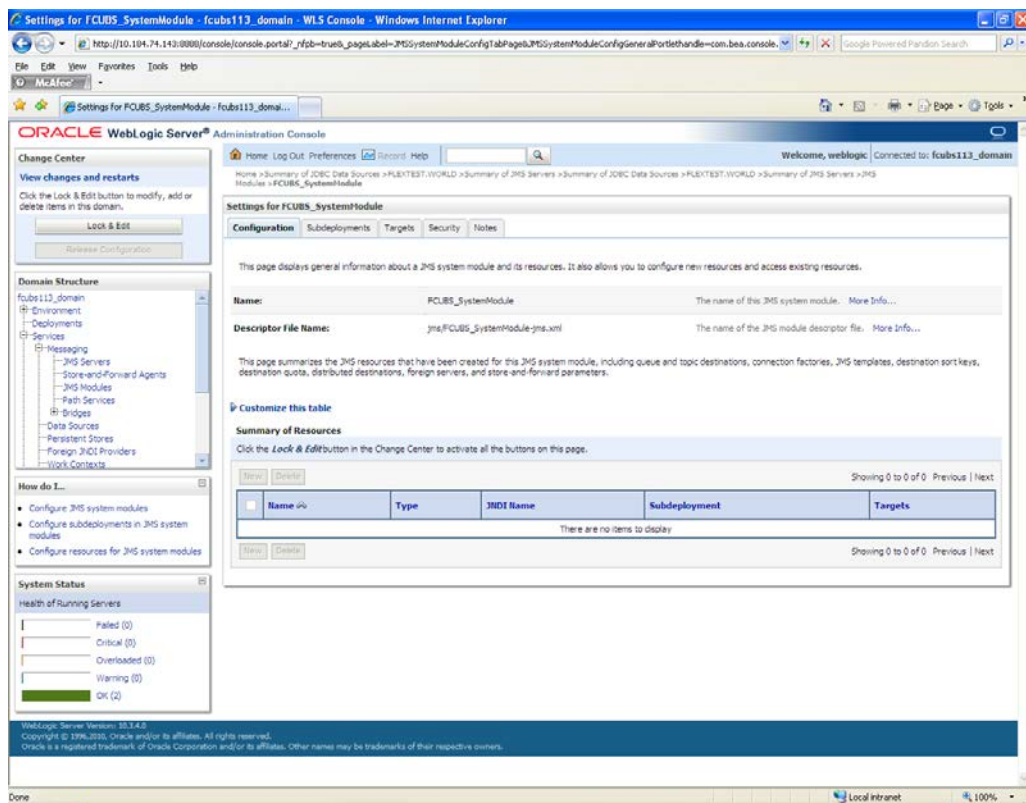 Settings for FCUBS_SystemModule - fcubs113_domain - WLS Console - Windows Internet Explorer
http://10.184.74.143:8888/console/console.portal?_nfpb=true&_pageLabel=JMSSystemModuleConfigTabPage&JMSSystemModuleConfigGeneralPortlethandle=com.bea.console.
Google Powered Pandion Search
File Edit View Favorites Tools Help
McAfee
Settings for FCUBS_SystemModule - fcubs113_domai...
Page Tools
ORACLE WebLogic Server® Administration Console
Change Center
View changes and restarts
Click the Lock & Edit button to modify, add or
delete items in this domain.
Lock & Edit
Release Configuration
Domain Structure
fcubs113_domain
Environment
Deployments
Services
Messaging
JMS Servers
Store-and-Forward Agents
JMS Modules
Path Services
Bridges
Data Sources
Persistent Stores
Foreign JNDI Providers
Work Contexts
How do I...
Configure JMS system modules
Configure subdeployments in JMS system
modules
Configure resources for JMS system modules
System Status
Health of Running Servers
Failed (0)
Critical (0)
Overloaded (0)
Warning (0)
OK (2)
Home Log Out Preferences Record Help
Welcome, weblogic Connected to: fcubs113_domain
Home >Summary of JDBC Data Sources >FLEXTEST.WORLD >Summary of JMS Servers >Summary of JDBC Data Sources >FLEXTEST.WORLD >Summary of JMS Servers >JMS
Modules >FCUBS_SystemModule
Settings for FCUBS_SystemModule
Configuration Subdeployments Targets Security Notes
This page displays general information about a JMS system module and its resources. It also allows you to configure new resources and access existing resources.
Name: FCUBS_SystemModule The name of this JMS system module. More Info...
Descriptor File Name: jms/FCUBS_SystemModule-jms.xml The name of the JMS module descriptor file. More Info...
This page summarizes the JMS resources that have been created for this JMS system module, including queue and topic destinations, connection factories, JMS templates, destination sort keys,
destination quota, distributed destinations, foreign servers, and store-and-forward parameters.
Customize this table
Summary of Resources
Click the Lock & Edit button in the Change Center to activate all the buttons on this page.
New Delete Showing 0 to 0 of 0 Previous | Next
Name Type JNDI Name Subdeployment Targets
There are no items to display
New Delete Showing 0 to 0 of 0 Previous | Next
WebLogic Server Version: 10.3.4.0
Copyright © 1996,2010, Oracle and/or its affiliates. All rights reserved.
Oracle is a registered trademark of Oracle Corporation and/or its affiliates. Other names may be trademarks of their respective owners.
Done Local intranet 100%